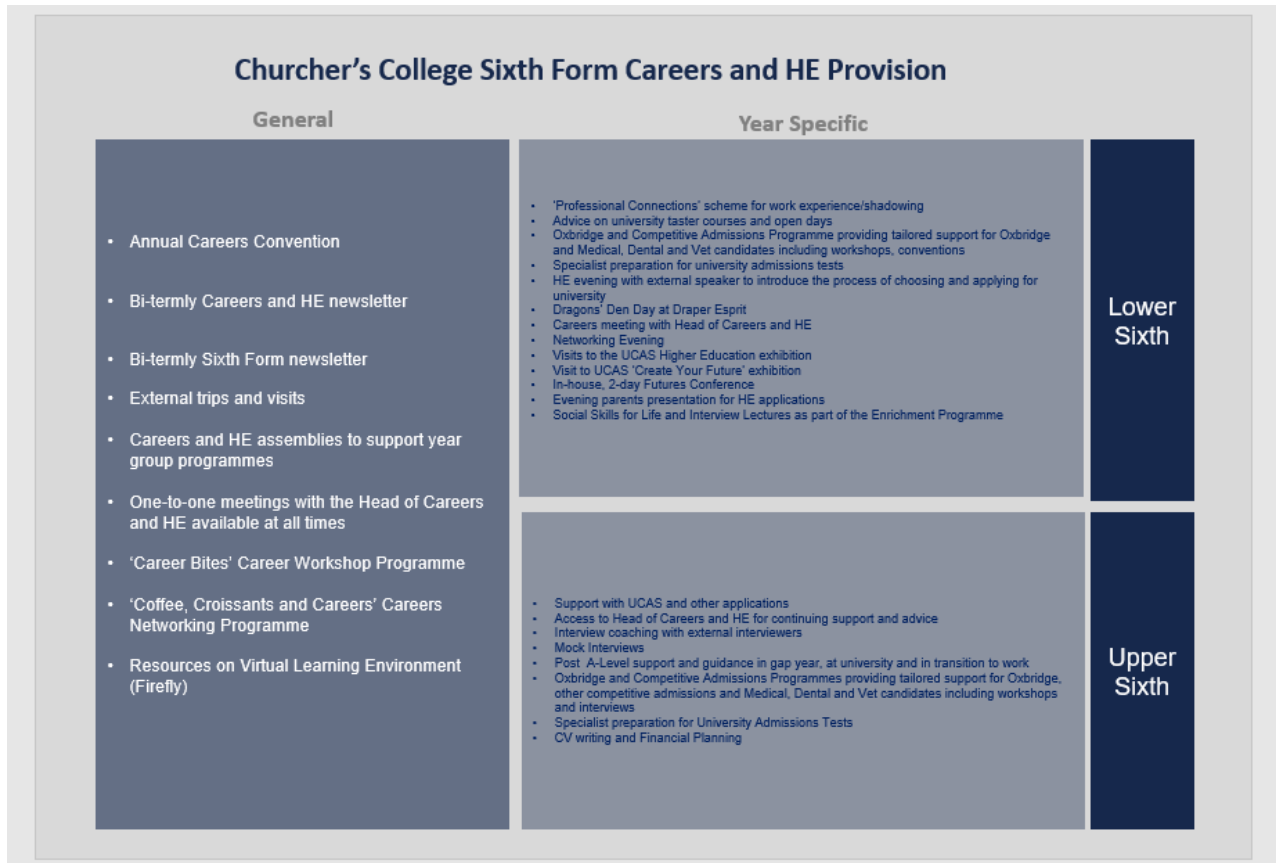 Churcher's College Sixth Form Careers and HE Provision
General
• Annual Careers Convention
• Bi-termly Careers and HE newsletter
• Bi-termly Sixth Form newsletter
• External trips and visits
• Careers and HE assemblies to support year
group programmes
• One-to-one meetings with the Head of Careers
and HE available at all times
• ‘Career Bites’ Career Workshop Programme
• ‘Coffee, Croissants and Careers’ Careers
Networking Programme
• Resources on Virtual Learning Environment
(Firefly)
Year Specific
• ‘Professional Connections’ scheme for work experience/shadowing
• Advice on university taster courses and open days
• Oxbridge and Competitive Admissions Programme providing tailored support for Oxbridge
and Medical, Dental and Vet candidates including workshops, conventions
• Specialist preparation for university admissions tests
• HE evening with external speaker to introduce the process of choosing and applying for
university
• Dragons’ Den Day at Draper Esprit
• Careers meeting with Head of Careers and HE
• Networking Evening
• Visits to the UCAS Higher Education exhibition
• Visit to UCAS ‘Create Your Future’ exhibition
• In-house, 2-day Futures Conference
• Evening parents presentation for HE applications
• Social Skills for Life and Interview Lectures as part of the Enrichment Programme
Lower
Sixth
• Support with UCAS and other applications
• Access to Head of Careers and HE for continuing support and advice
• Interview coaching with external interviewers
• Mock Interviews
• Post A-Level support and guidance in gap year, at university and in transition to work
• Oxbridge and Competitive Admissions Programmes providing tailored support for Oxbridge,
other competitive admissions and Medical, Dental and Vet candidates including workshops
and interviews
• Specialist preparation for University Admissions Tests
• CV writing and Financial Planning
Upper
Sixth